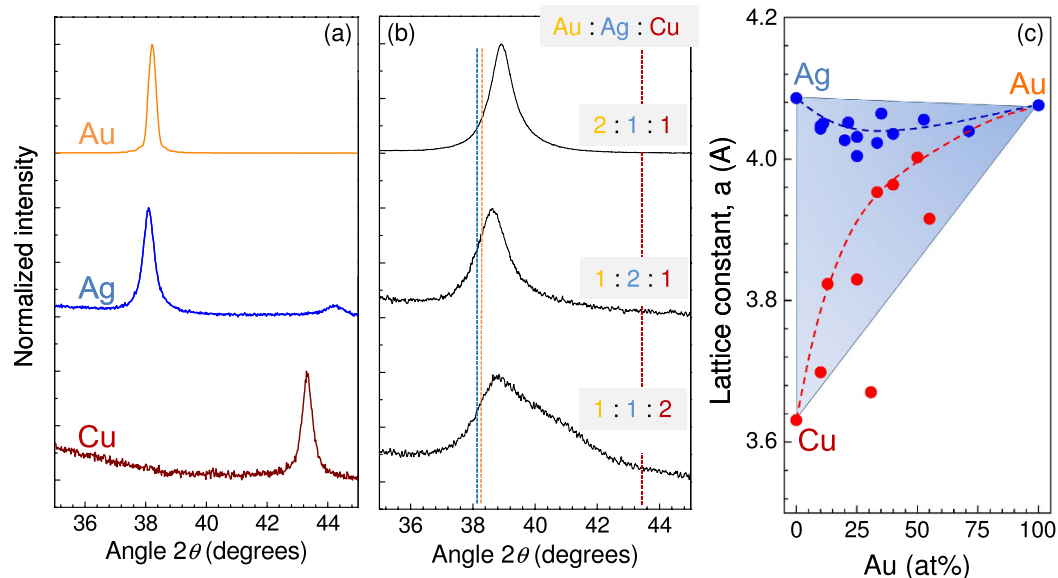 (a)
Au
Ag
Cu
Normalized intensity
36 38 40 42 44
Angle 2θ (degrees)
(b)
Au : Ag : Cu
2 : 1 : 1
1 : 2 : 1
1 : 1 : 2
36 38 40 42 44
Angle 2θ (degrees)
(c)
Ag
Au
Cu
4.2
4.0
3.8
3.6
Lattice constant, a (A)
0 25 50 75 100
Au (at%)